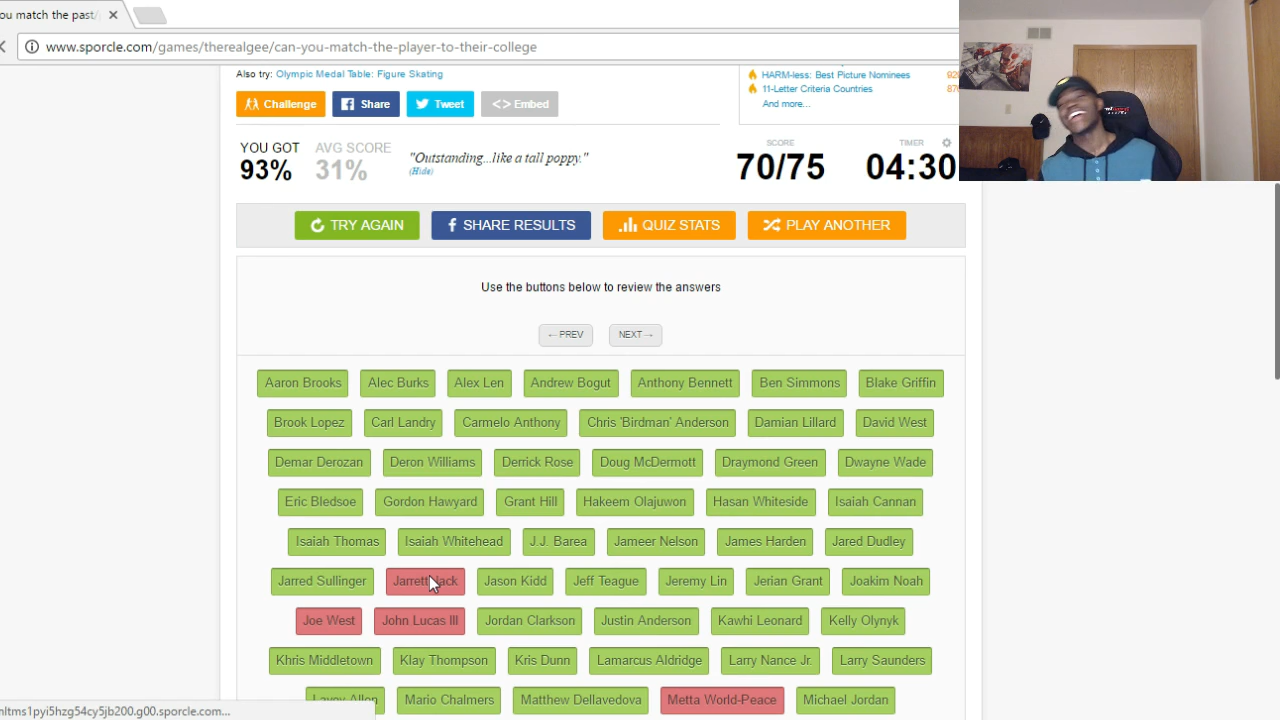 you match the past/
www.sporcle.com/games/therealgee/can-you-match-the-player-to-their-college
Also try: Olympic Medal Table: Figure Skating
HARM-less: Best Picture Nominees
11-Letter Criteria Countries
And more...
Challenge Share Tweet <> Embed
YOU GOT AVG SCORE "Outstanding...like a tall poppy." SCORE TIMER
93% 31% (Hide) 70/75 04:30
TRY AGAIN SHARE RESULTS QUIZ STATS PLAY ANOTHER
Use the buttons below to review the answers
←PREV NEXT→
Aaron Brooks Alec Burks Alex Len Andrew Bogut Anthony Bennett Ben Simmons Blake Griffin
Brook Lopez Carl Landry Carmelo Anthony Chris 'Birdman' Anderson Damian Lillard David West
Demar Derozan Deron Williams Derrick Rose Doug McDermott Draymond Green Dwayne Wade
Eric Bledsoe Gordon Hawyard Grant Hill Hakeem Olajuwon Hasan Whiteside Isaiah Cannan
Isaiah Thomas Isaiah Whitehead J.J. Barea Jameer Nelson James Harden Jared Dudley
Jarred Sullinger Jarrett Jack Jason Kidd Jeff Teague Jeremy Lin Jerian Grant Joakim Noah
Joe West John Lucas III Jordan Clarkson Justin Anderson Kawhi Leonard Kelly Olynyk
Khris Middletown Klay Thompson Kris Dunn Lamarcus Aldridge Larry Nance Jr. Larry Saunders
Lavoy Allen Mario Chalmers Matthew Dellavedova Metta World-Peace Michael Jordan